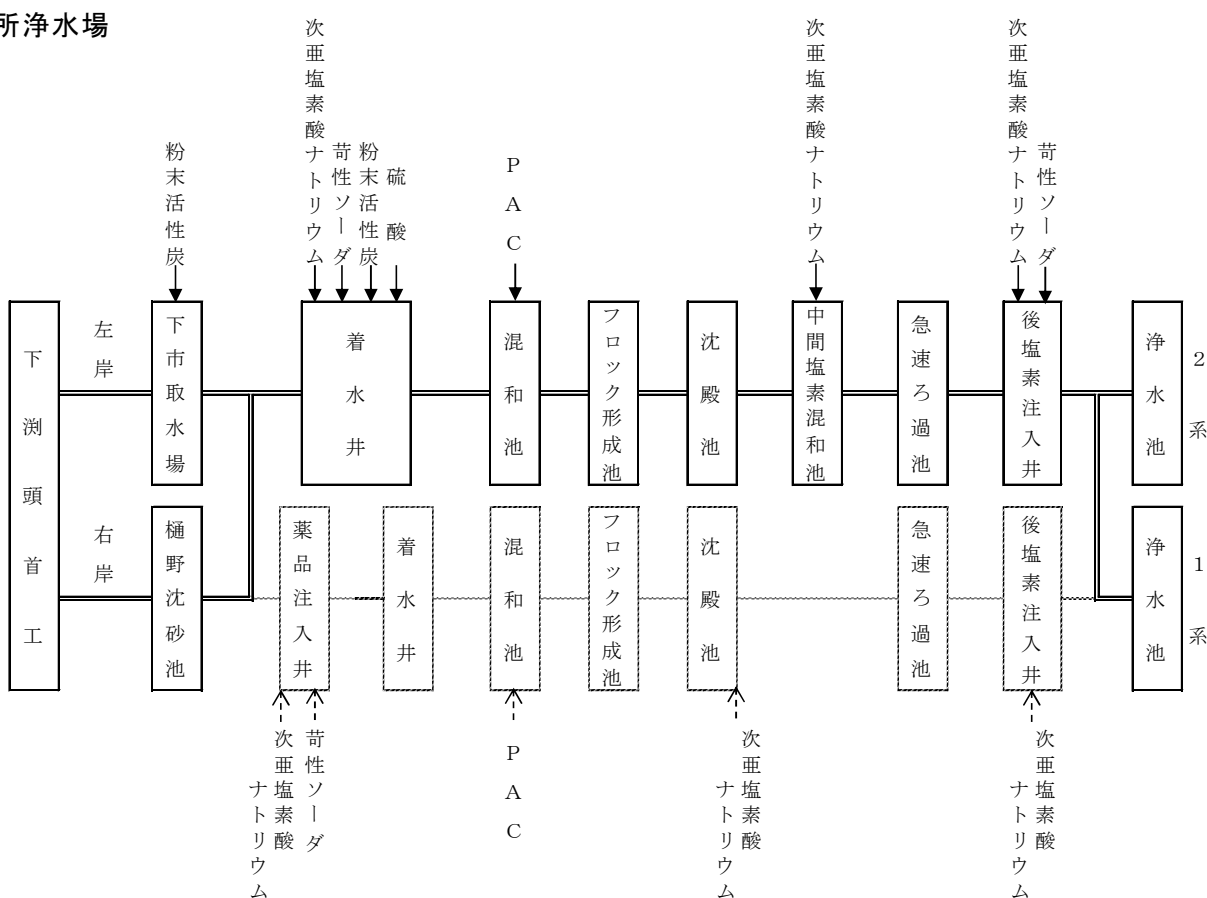 所浄水場
次亜塩素酸ナトリウム
次亜塩素酸ナトリウム
次亜塩素酸ナトリウム
粉末活性炭
苛性ソーダ
粉末活性炭
硫酸
PAC
苛性ソーダ
下渕頭首工
左岸
下市取水場
着水井
混和池
フロック形成池
沈殿池
中間塩素混和池
急速ろ過池
後塩素注入井
浄水池
2系
右岸
樋野沈砂池
薬品注入井
着水井
混和池
フロック形成池
沈殿池
急速ろ過池
後塩素注入井
浄水池
1系
次亜塩素酸
ナトリウム
苛性ソーダ
PAC
次亜塩素酸
ナトリウム
次亜塩素酸
ナトリウム